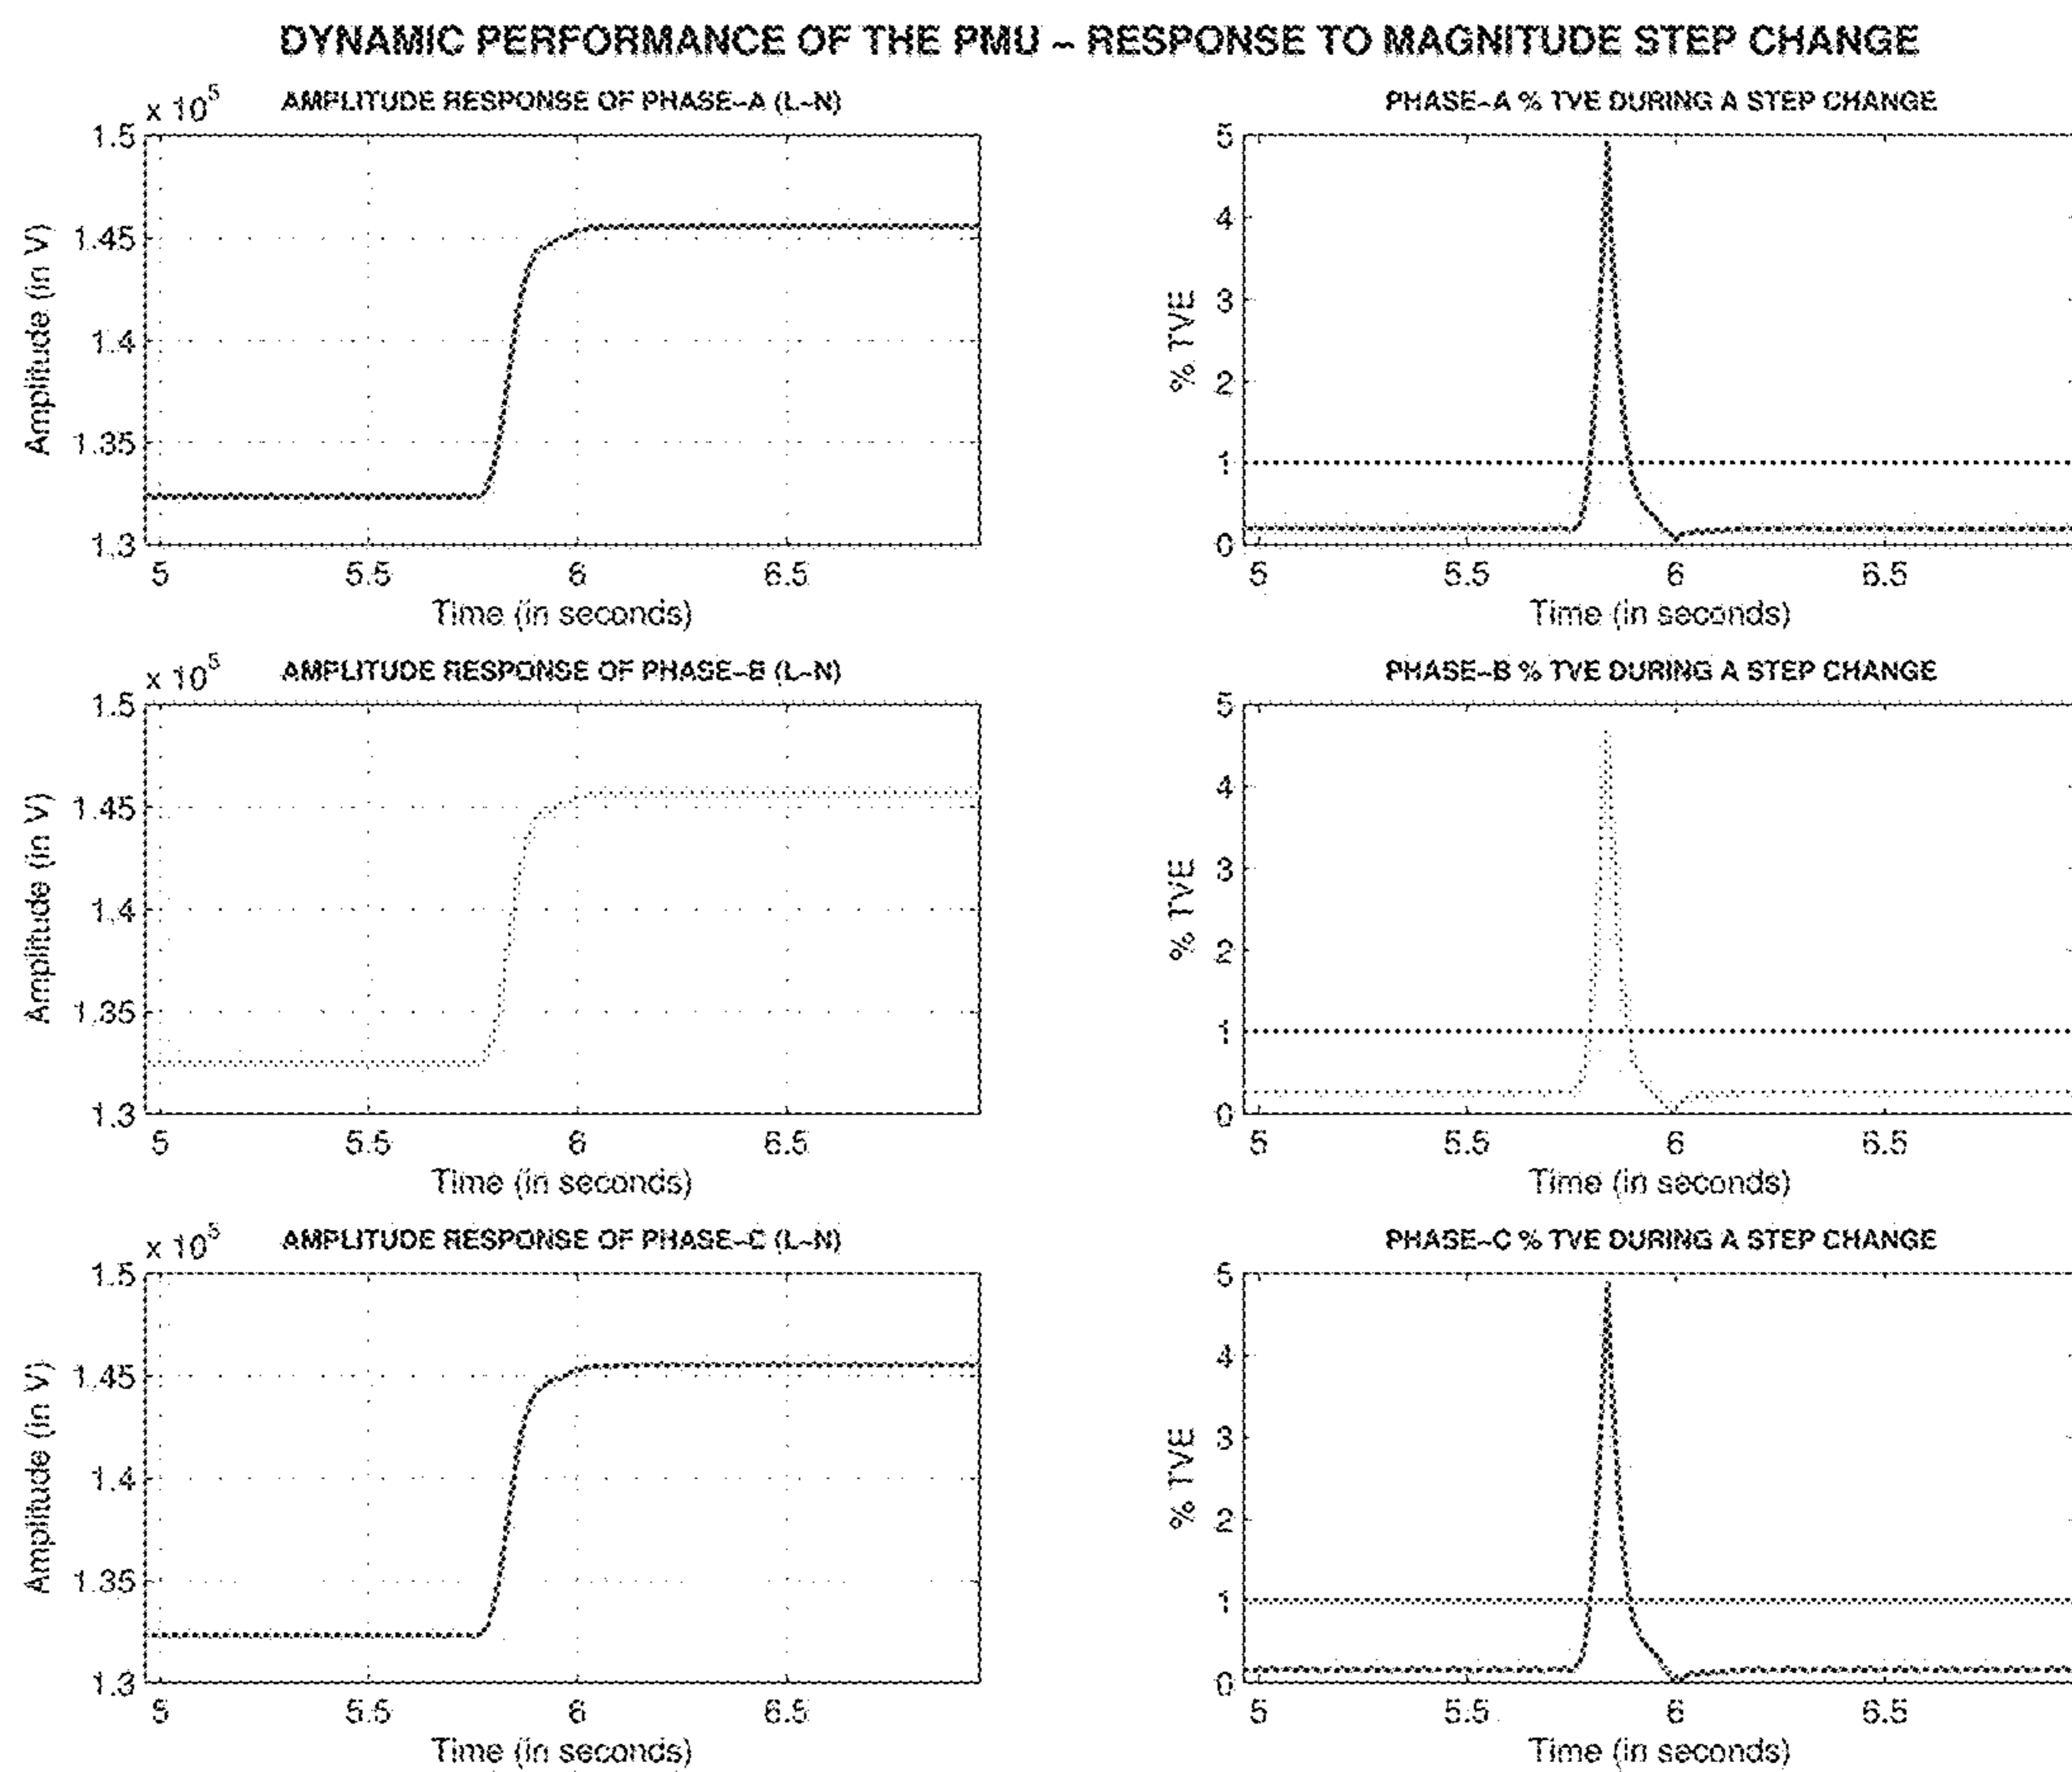 DYNAMIC PERFORMANCE OF THE PMU – RESPONSE TO MAGNITUDE STEP CHANGE
x 10^5 AMPLITUDE RESPONSE OF PHASE–A (L–N)
1.5
1.45
1.4
1.35
1.3
Amplitude (in V)
5 5.5 6 6.5
Time (in seconds)
PHASE–A % TVE DURING A STEP CHANGE
5
4
3
2
1
0
% TVE
5 5.5 6 6.5
Time (in seconds)
x 10^5 AMPLITUDE RESPONSE OF PHASE–B (L–N)
1.5
1.45
1.4
1.35
1.3
Amplitude (in V)
5 5.5 6 6.5
Time (in seconds)
PHASE–B % TVE DURING A STEP CHANGE
5
4
3
2
1
0
% TVE
5 5.5 6 6.5
Time (in seconds)
x 10^5 AMPLITUDE RESPONSE OF PHASE–C (L–N)
1.5
1.45
1.4
1.35
1.3
Amplitude (in V)
5 5.5 6 6.5
Time (in seconds)
PHASE–C % TVE DURING A STEP CHANGE
5
4
3
2
1
0
% TVE
5 5.5 6 6.5
Time (in seconds)